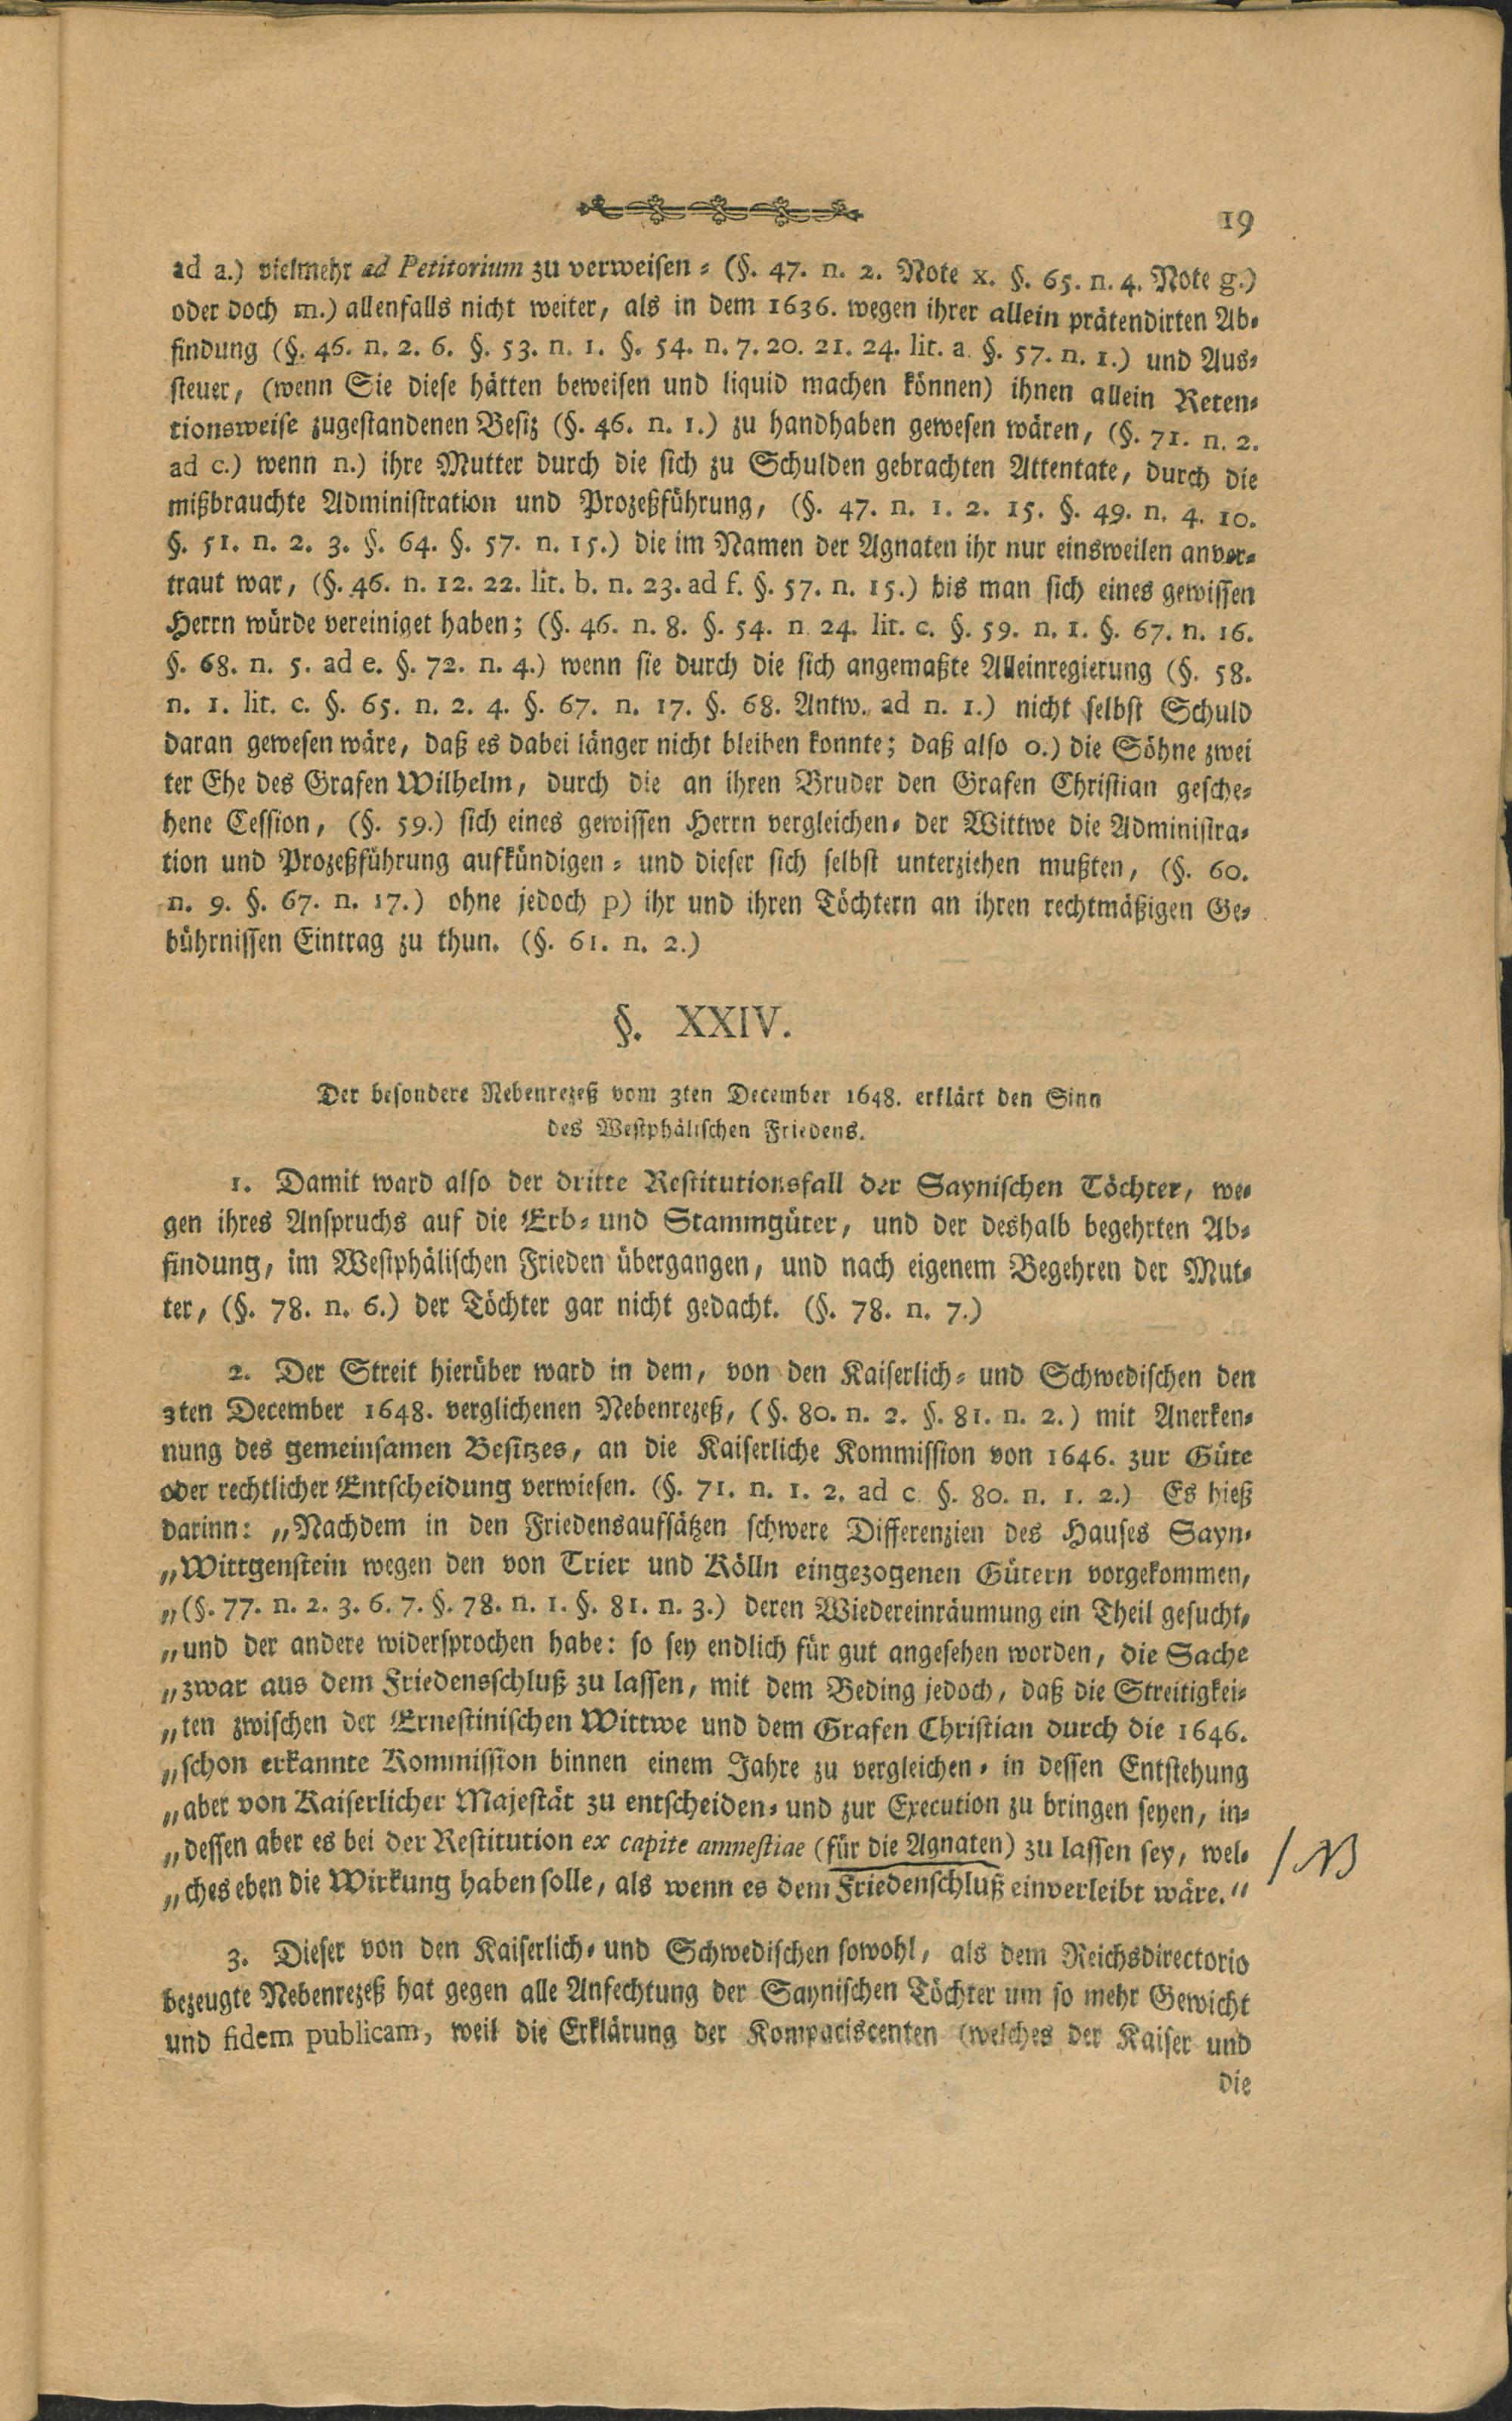 19
ad a.) vielmehr ad Petitorium zu verweisen ⸗ (§. 47. n. 2. Note x. §. 65. n. 4. Note g.)
oder doch m.) allenfalls nicht weiter, als in dem 1636. wegen ihrer allein prätendirten Ab⸗
findung (§. 46. n. 2. 6. §. 53. n. 1. §. 54. n. 7. 20. 21. 24. lit. a. §. 57. n. 1.) und Aus⸗
steuer, (wenn Sie diese hätten beweisen und liquid machen können) ihnen allein Reten⸗
tionsweise zugestandenen Besiz (§. 46. n. 1.) zu handhaben gewesen wären, (§. 71. n. 2.
ad c.) wenn n.) ihre Mutter durch die sich zu Schulden gebrachten Attentate, durch die
mißbrauchte Administration und Prozeßführung, (§. 47. n. 1. 2. 15. §. 49. n. 4. 10.
§. 51. n. 2. 3. §. 64. §. 57. n. 15.) die im Namen der Agnaten ihr nur einsweilen anver⸗
traut war, (§. 46. n. 12. 22. lit. b. n. 23. ad f. §. 57. n. 15.) bis man sich eines gewissen
Herrn würde vereiniget haben; (§. 46. n. 8. §. 54. n 24. lit. c. §. 59. n. 1. §. 67. n. 16.
§. 68. n. 5. ad e. §. 72. n. 4.) wenn sie durch die sich angemaßte Alleinregierung (§. 58.
n. 1. lit. c. §. 65. n. 2. 4. §. 67. n. 17. §. 68. Antw. ad n. 1.) nicht selbst Schuld
daran gewesen wäre, daß es dabei länger nicht bleiben konnte; daß also o.) die Söhne zwei
ter Ehe des Grafen Wilhelm, durch die an ihren Bruder den Grafen Christian gesche⸗
hene Cession, (§. 59.) sich eines gewissen Herrn vergleichen⸗ der Wittwe die Administra⸗
tion und Prozeßführung aufkündigen ⸗ und dieser sich selbst unterziehen mußten, (§. 60.
n. 9. §. 67. n. 17.) ohne jedoch p) ihr und ihren Töchtern an ihren rechtmäßigen Ge⸗
bührnissen Eintrag zu thun. (§. 61. n. 2.)
§. XXIV.
Der besondere Nebenrezeß vom 3ten December 1648. erklärt den Sinn
des Westphälischen Friedens.
1. Damit ward also der dritte Restitutionsfall der Saynischen Töchter, we⸗
gen ihres Anspruchs auf die Erb⸗ und Stammgüter, und der deshalb begehrten Ab⸗
findung, im Westphälischen Frieden übergangen, und nach eigenem Begehren der Mut⸗
ter, (§. 78. n. 6.) der Töchter gar nicht gedacht. (§. 78. n. 7.)
2. Der Streit hierüber ward in dem, von den Kaiserlich⸗ und Schwedischen den
3ten December 1648. verglichenen Nebenrezeß, (§. 80. n. 2. §. 81. n. 2.) mit Anerken⸗
nung des gemeinsamen Besitzes, an die Kaiserliche Kommission von 1646. zur Güte
oder rechtlicher Entscheidung verwiesen. (§. 71. n. 1. 2. ad c. §. 80. n. 1. 2.) Es hieß
darinn: „Nachdem in den Friedensaufsätzen schwere Differenzien des Hauses Sayn⸗
„Wittgenstein wegen den von Trier und Kölln eingezogenen Gütern vorgekommen,
„(§. 77. n. 2. 3. 6. 7. §. 78. n. 1. §. 81. n. 3.) deren Wiedereinräumung ein Theil gesucht,
„und der andere widersprochen habe: so sey endlich für gut angesehen worden, die Sache
„zwar aus dem Friedensschluß zu lassen, mit dem Beding jedoch, daß die Streitigkei⸗
„ten zwischen der Ernestinischen Wittwe und dem Grafen Christian durch die 1646.
„schon erkannte Kommission binnen einem Jahre zu vergleichen, in dessen Entstehung
„aber von Kaiserlicher Majestät zu entscheiden⸗ und zur Execution zu bringen seyen, in⸗
„dessen aber es bei der Restitution ex capite amnestiae (für die Agnaten) zu lassen sey, wel⸗
/ NB
„ches eben die Wirkung haben solle, als wenn es dem Friedenschluß einverleibt wäre.“
3. Dieser von den Kaiserlich⸗ und Schwedischen sowohl, als dem Reichsdirectorio
bezeugte Nebenrezeß hat gegen alle Anfechtung der Saynischen Töchter um so mehr Gewicht
und fidem publicam, weil die Erklärung der Kompariscenten (welches der Kaiser und
die